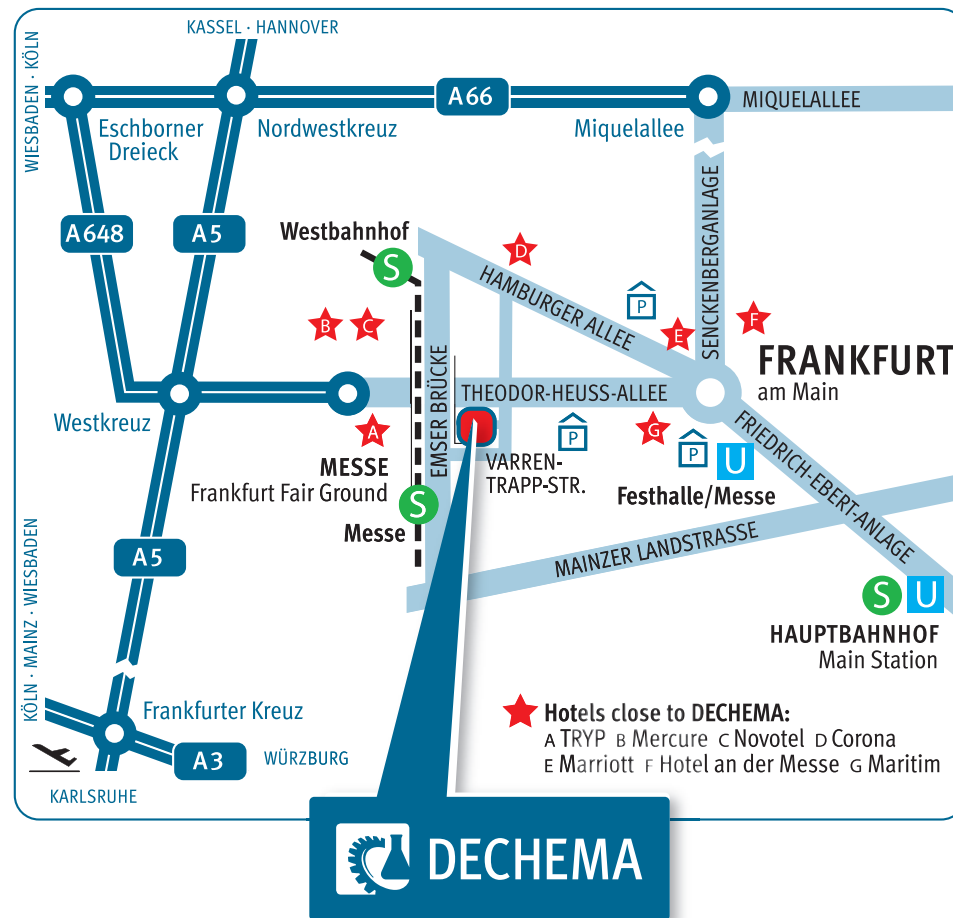 KASSEL · HANNOVER
WIESBADEN · KÖLN
A66
MIQUELALLEE
Eschborner
Dreieck
Nordwestkreuz
Miquelallee
A648
A5
Westbahnhof
S
D
HAMBURGER ALLEE
P
SENCKENBERGANLAGE
B
C
E
F
FRANKFURT
am Main
EMSER BRÜCKE
THEODOR-HEUSS-ALLEE
Westkreuz
A
P
G
P
U
FRIEDRICH-EBERT-ANLAGE
MESSE
Frankfurt Fair Ground
VARREN-
TRAPP-STR.
Festhalle/Messe
S
Messe
MAINZER LANDSTRASSE
KÖLN · MAINZ · WIESBADEN
A5
S
U
HAUPTBAHNHOF
Main Station
Frankfurter Kreuz
A3
WÜRZBURG
KARLSRUHE
Hotels close to DECHEMA:
A TRYP B Mercure C Novotel D Corona
E Marriott F Hotel an der Messe G Maritim
DECHEMA